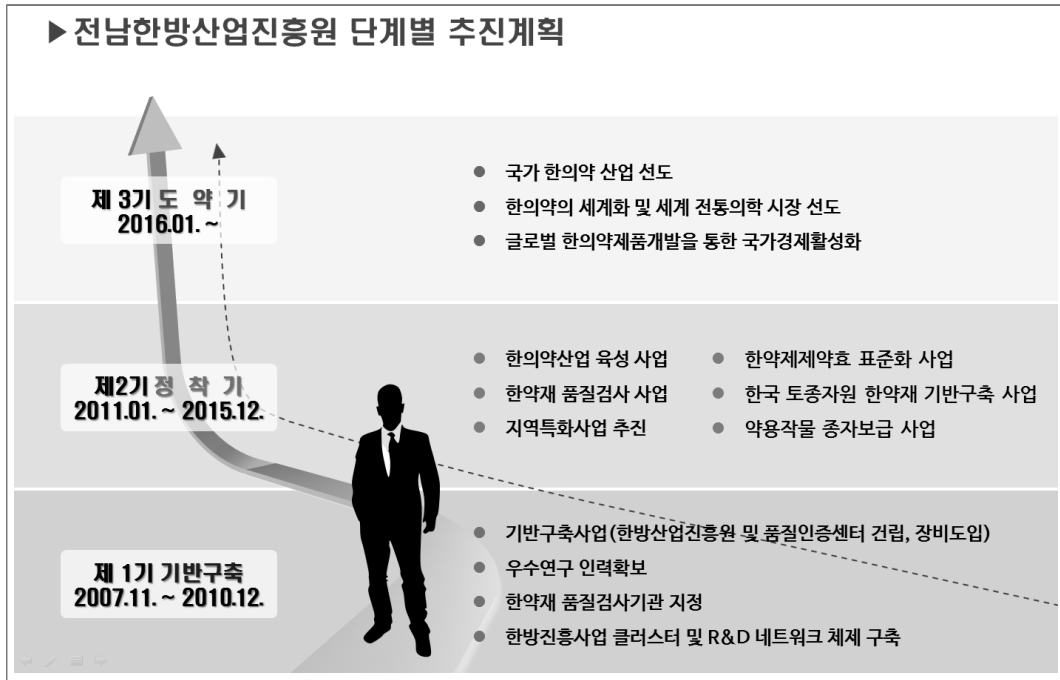 ▶전남한방산업진흥원 단계별 추진계획
제 3기 도 약 기
2016.01. ~
● 국가 한의약 산업 선도
● 한의약의 세계화 및 세계 전통의학 시장 선도
● 글로벌 한의약제품개발을 통한 국가경제활성화
제2기 정 착 기
2011.01. ~ 2015.12.
● 한의약산업 육성 사업
● 한약재 품질검사 사업
● 지역특화사업 추진
● 한약제제약효 표준화 사업
● 한국 토종자원 한약재 기반구축 사업
● 약용작물 종자보급 사업
제 1기 기반구축
2007.11. ~ 2010.12.
● 기반구축사업(한방산업진흥원 및 품질인증센터 건립, 장비도입)
● 우수연구 인력확보
● 한약재 품질검사기관 지정
● 한방진흥사업 클러스터 및 R&D 네트워크 체제 구축